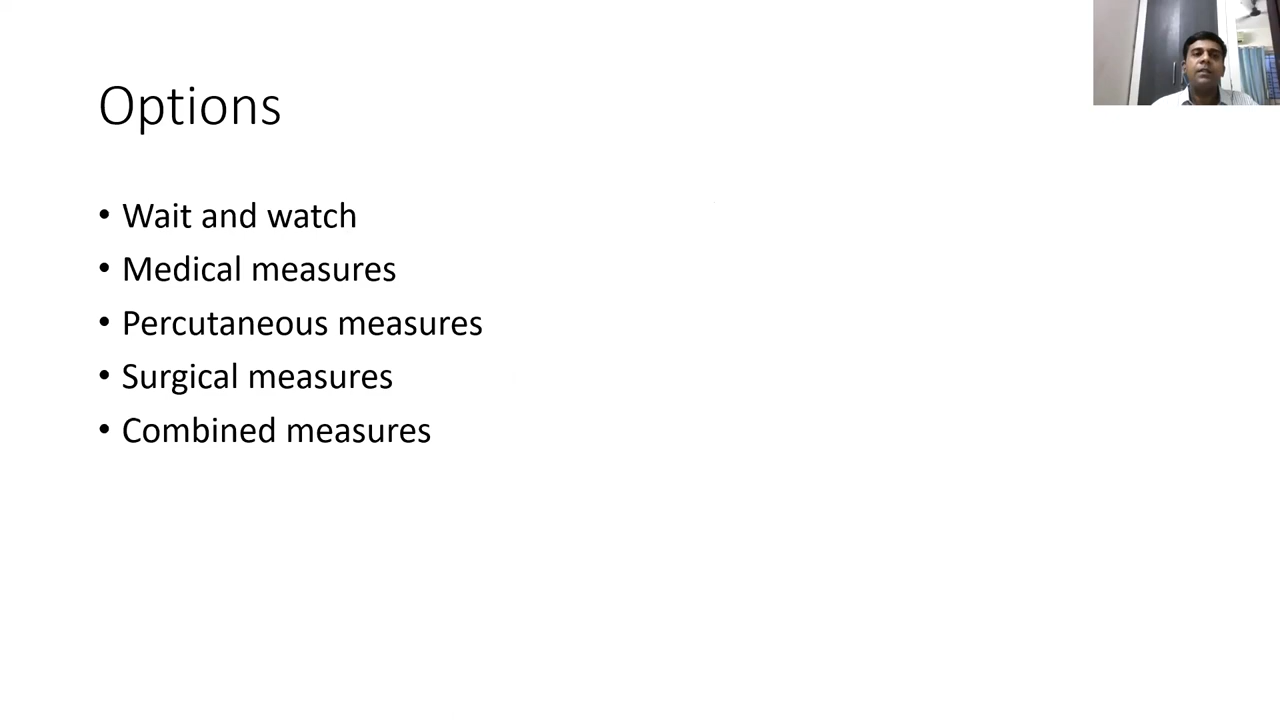 Options
• Wait and watch
• Medical measures
• Percutaneous measures
• Surgical measures
• Combined measures